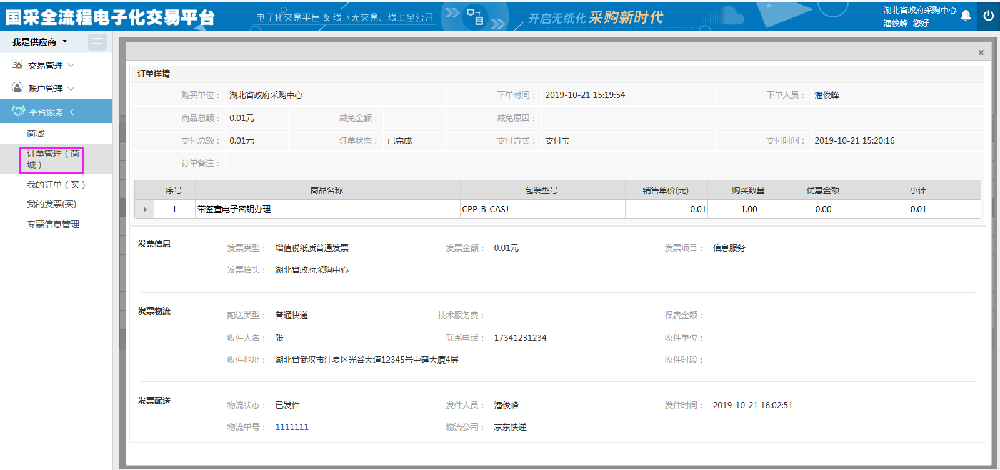 国采全流程电子化交易平台
电子化交易平台 & 线下无交易、线上全公开
开启无纸化 采购新时代
湖北省政府采购中心
潘俊峰 您好
我是供应商
交易管理
账户管理
平台服务
商城
订单管理（商
城）
我的订单（买）
我的发票(买)
专票信息管理
×
订单详情
购买单位： 湖北省政府采购中心 下单时间： 2019-10-21 15:19:54 下单人员： 潘俊峰
商品总额： 0.01元 减免金额： 减免原因：
支付总额： 0.01元 订单状态： 已完成 支付方式： 支付宝 支付时间： 2019-10-21 15:20:16
订单备注：
序号 商品名称 包装型号 销售单价(元) 购买数量 优惠金额 小计
1 带签章电子密钥办理 CPP-B-CASJ 0.01 1.00 0.00 0.01
发票信息
发票类型： 增值税纸质普通发票 发票金额： 0.01元 发票项目： 信息服务
发票抬头： 湖北省政府采购中心
发票物流
配送类型： 普通快递 技术服务费： 保费金额：
收件人名： 张三 联系电话： 17341231234 收件单位：
收件地址： 湖北省武汉市江夏区光谷大道12345号中建大厦4层 收件时段：
发票配送
物流状态： 已发件 发件人员： 潘俊峰 发件时间： 2019-10-21 16:02:51
物流单号： 1111111 物流公司： 京东快递